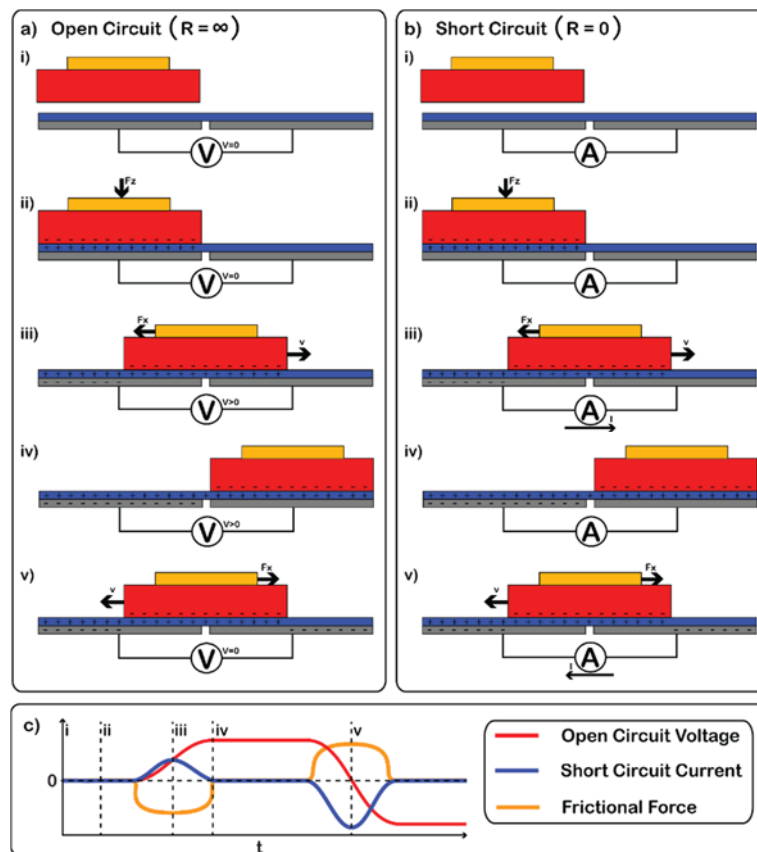 a) Open Circuit (R = ∞)
i)
V
V=0
ii)
Fz
V
V=0
iii)
Fx
v
V
V>0
iv)
V
V>0
v)
Fx
v
V
V=0
b) Short Circuit (R = 0)
i)
A
ii)
Fz
A
iii)
Fx
v
A
I
iv)
A
v)
Fx
v
A
I
c)
i ii iii iv v
0
t
Open Circuit Voltage
Short Circuit Current
Frictional Force